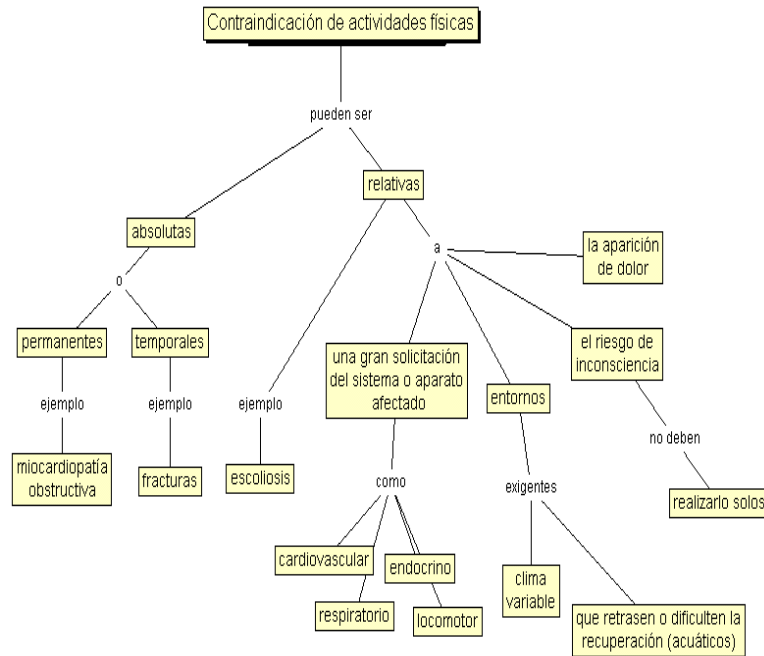 Contraindicación de actividades físicas
pueden ser
relativas
absolutas
a
la aparición
de dolor
o
permanentes
temporales
una gran solicitación
del sistema o aparato
afectado
entornos
el riesgo de
inconsciencia
ejemplo
ejemplo
ejemplo
no deben
miocardiopatía
obstructiva
fracturas
escoliosis
como
exigentes
realizarlo solos
cardiovascular
endocrino
respiratorio
locomotor
clima
variable
que retrasen o dificulten la
recuperación (acuáticos)